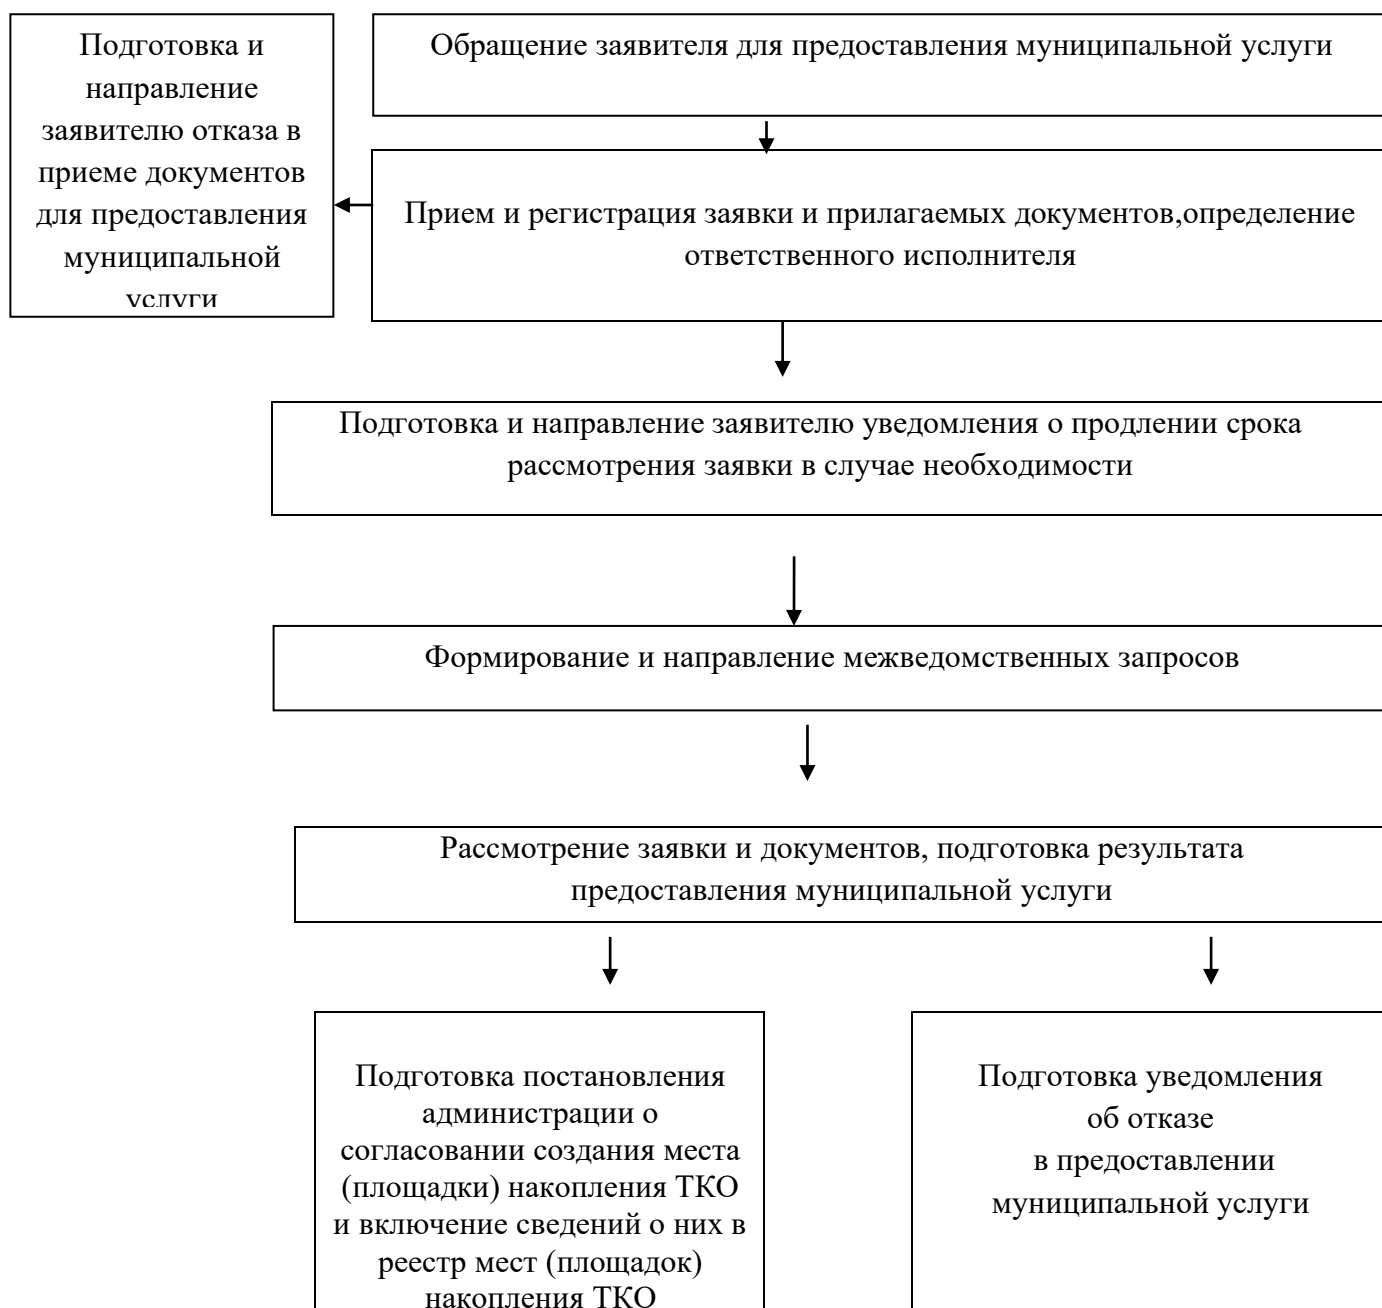 Подготовка и
направление
заявителю отказа в
приеме документов
для предоставления
муниципальной
услуги
Обращение заявителя для предоставления муниципальной услуги
Прием и регистрация заявки и прилагаемых документов,определение
ответственного исполнителя
Подготовка и направление заявителю уведомления о продлении срока
рассмотрения заявки в случае необходимости
Формирование и направление межведомственных запросов
Рассмотрение заявки и документов, подготовка результата
предоставления муниципальной услуги
Подготовка постановления
администрации о
согласовании создания места
(площадки) накопления ТКО
и включение сведений о них в
реестр мест (площадок)
накопления ТКО
Подготовка уведомления
об отказе
в предоставлении
муниципальной услуги